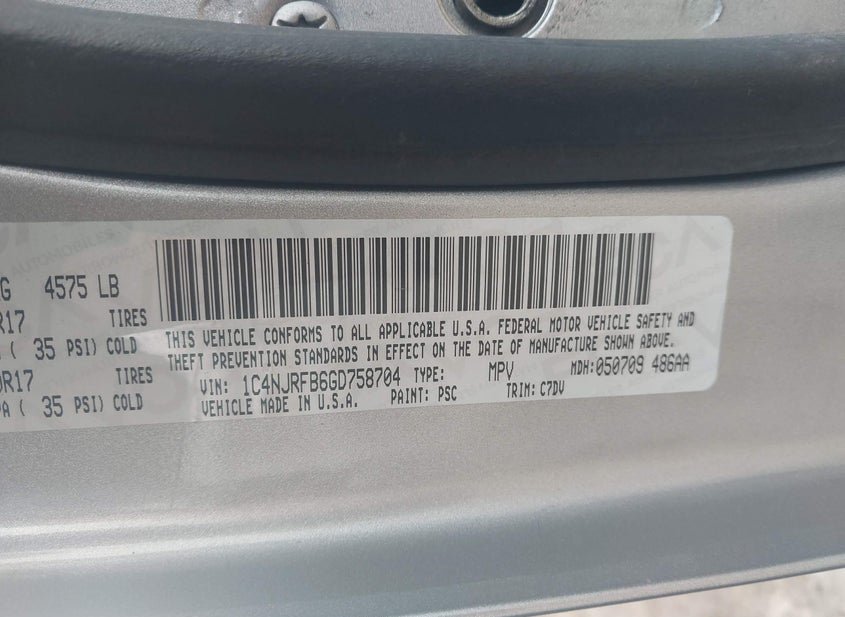 G 4575 LB
R17 TIRES
( 35 PSI) COLD
0R17 TIRES
PA ( 35 PSI) COLD
THIS VEHICLE CONFORMS TO ALL APPLICABLE U.S.A. FEDERAL MOTOR VEHICLE SAFETY AND
THEFT PREVENTION STANDARDS IN EFFECT ON THE DATE OF MANUFACTURE SHOWN ABOVE.
VIN: 1C4NJRFB6GD758704 TYPE: MPV MDH:050709 486AA
VEHICLE MADE IN U.S.A. PAINT: PSC TRIM: C7DV